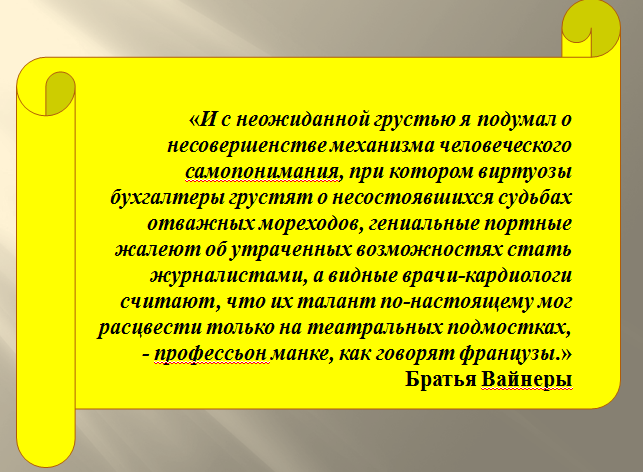 «И с неожиданной грустью я подумал о
несовершенстве механизма человеческого
самопонимания, при котором виртуозы
бухгалтеры грустят о несостоявшихся судьбах
отважных мореходов, гениальные портные
жалеют об утраченных возможностях стать
журналистами, а видные врачи-кардиологи
считают, что их талант по-настоящему мог
расцвести только на театральных подмостках,
- профессьон манке, как говорят французы.»
Братья Вайнеры